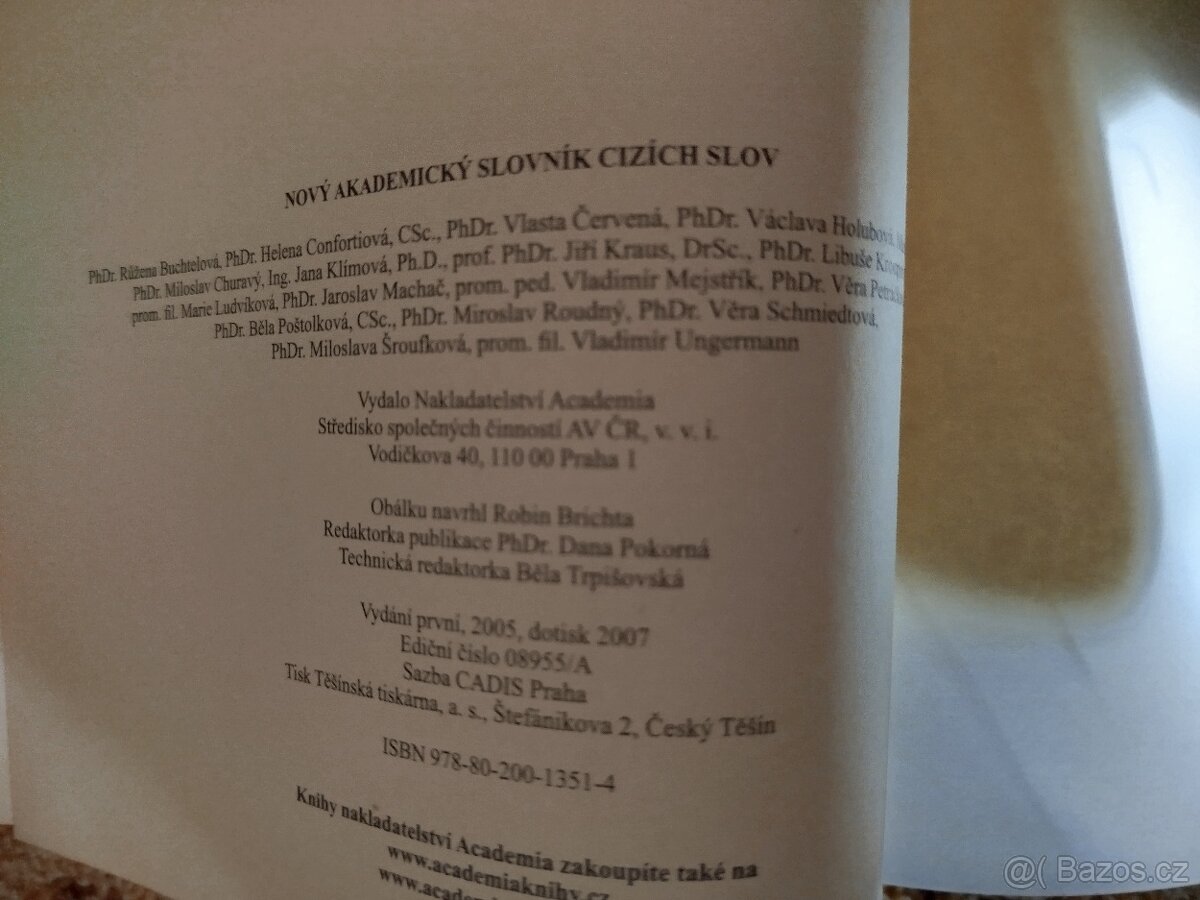 NOVÝ AKADEMICKÝ SLOVNÍK CIZÍCH SLOV
PhDr. Růžena Buchtelová, PhDr. Helena Confortiová, CSc., PhDr. Vlasta Červená, PhDr. Václava Holubová
PhDr. Miloslav Churavý, Ing. Jana Klímová, Ph.D., prof. PhDr. Jiří Kraus, DrSc., PhDr. Libuše
prom. fil. Marie Ludvíková, PhDr. Jaroslav Machač, prom. ped. Vladimír Mejstřík, PhDr. Věra
PhDr. Běla Poštolková, CSc., PhDr. Miroslav Roudný, PhDr. Věra Schmiedtová,
PhDr. Miloslava Šroufková, prom. fil. Vladimír Ungermann
Vydalo Nakladatelství Academia
Středisko společných činností AV ČR, v. v. i.
Vodičkova 40, 110 00 Praha 1
Obálku navrhl Robin Brichta
Redaktorka publikace PhDr. Dana Pokorná
Technická redaktorka Běla Trpišovská
Vydání první, 2005, dotisk 2007
Ediční číslo 08955/A
Sazba CADIS Praha
Tisk Těšínská tiskárna, a. s., Štefánikova 2, Český Těšín
ISBN 978-80-200-1351-4
Knihy nakladatelství Academia zakoupíte také na
www.academiaknihy.cz
@( Bazos.cz